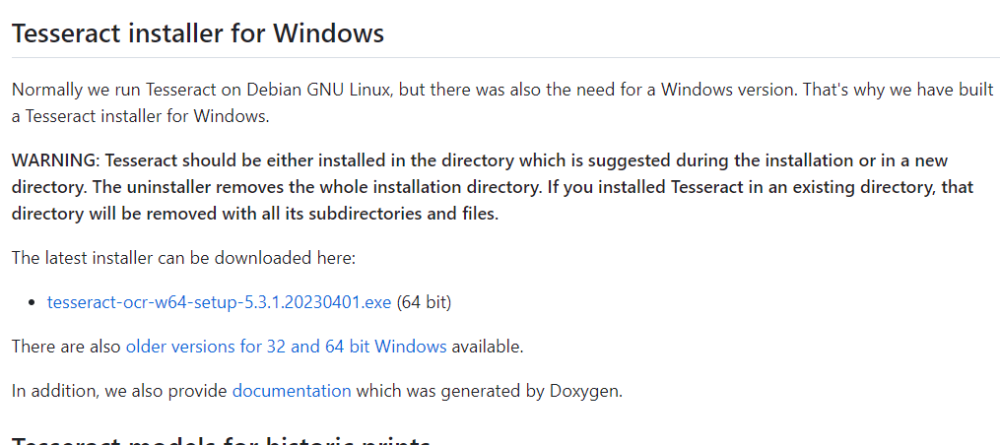 Tesseract installer for Windows
Normally we run Tesseract on Debian GNU Linux, but there was also the need for a Windows version. That's why we have built
a Tesseract installer for Windows.
WARNING: Tesseract should be either installed in the directory which is suggested during the installation or in a new
directory. The uninstaller removes the whole installation directory. If you installed Tesseract in an existing directory, that
directory will be removed with all its subdirectories and files.
The latest installer can be downloaded here:
• tesseract-ocr-w64-setup-5.3.1.20230401.exe (64 bit)
There are also older versions for 32 and 64 bit Windows available.
In addition, we also provide documentation which was generated by Doxygen.
Tesseract models for historic prints